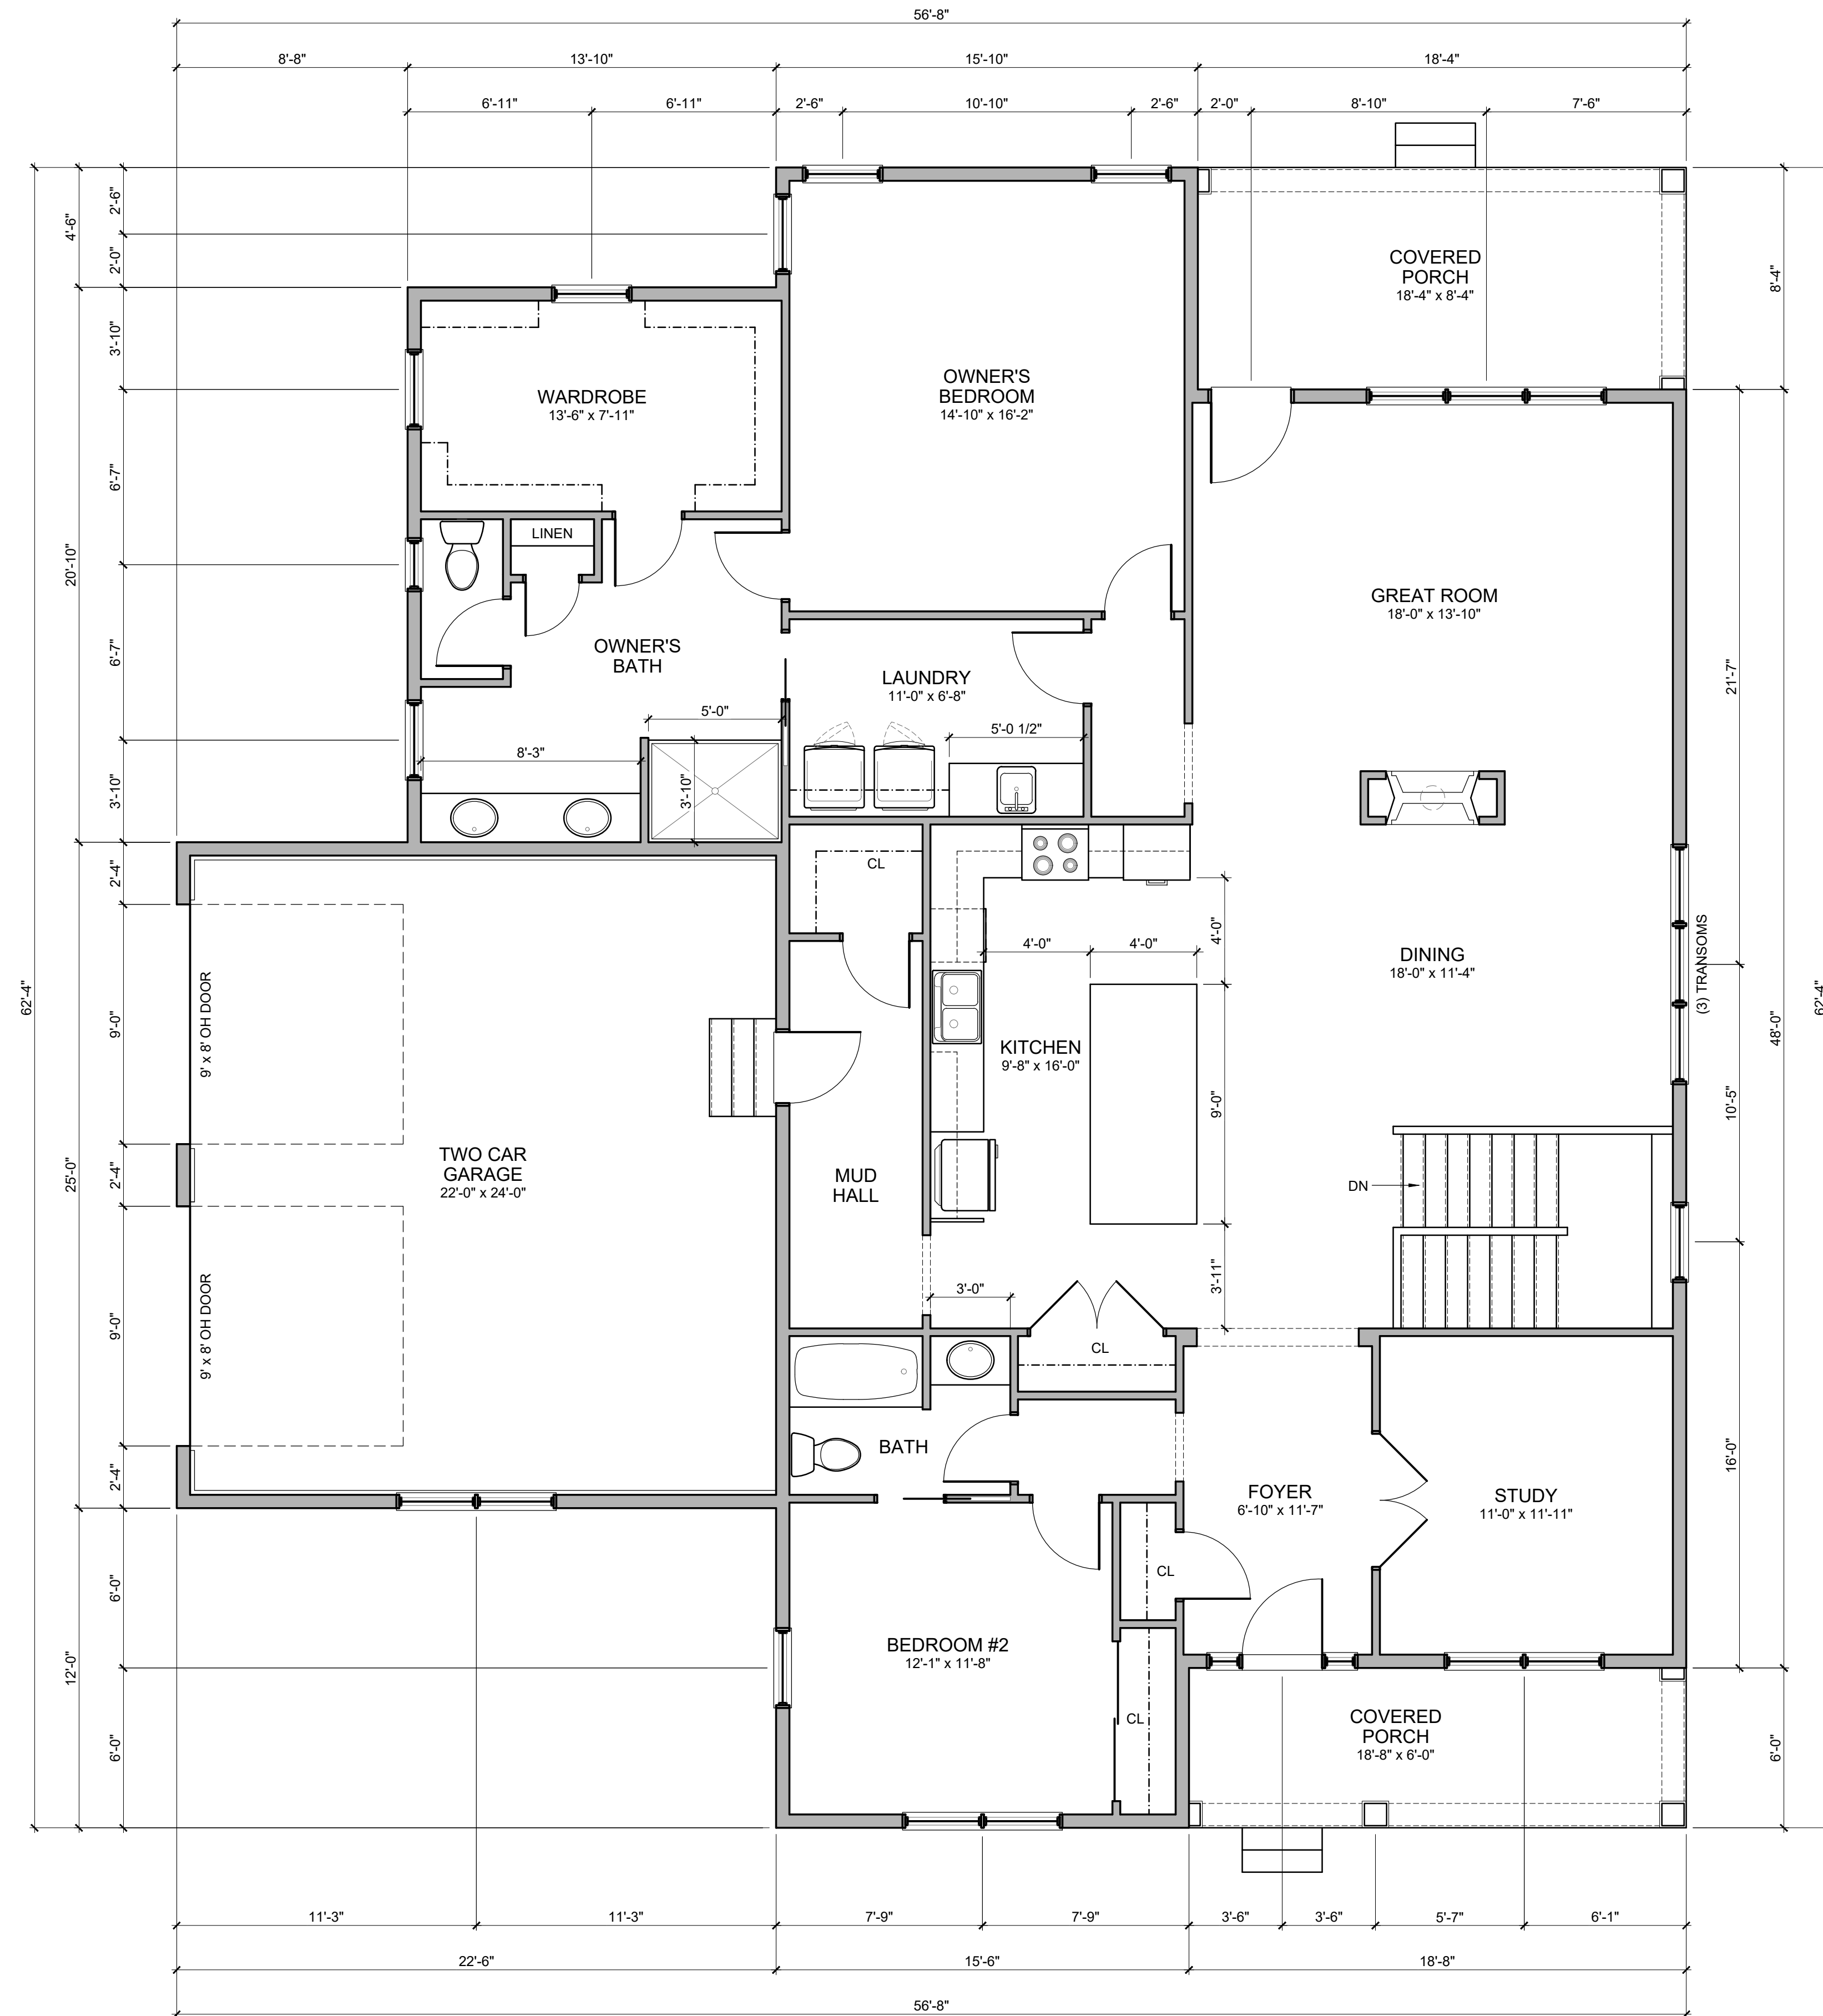 56'-8"
8'-8"
13'-10"
15'-10"
18'-4"
6'-11"
6'-11"
2'-6"
10'-10"
2'-6"
2'-0"
8'-10"
7'-6"
62'-4"
4'-6"
20'-10"
25'-0"
12'-0"
2'-6"
2'-0"
3'-10"
6'-7"
6'-7"
3'-10"
2'-4"
9'-0"
2'-4"
9'-0"
2'-4"
6'-0"
6'-0"
COVERED
PORCH
18'-4" x 8'-4"
OWNER'S
BEDROOM
14'-10" x 16'-2"
WARDROBE
13'-6" x 7'-11"
LINEN
OWNER'S
BATH
GREAT ROOM
18'-0" x 13'-10"
LAUNDRY
11'-0" x 6'-8"
5'-0"
8'-3"
3'-10"
5'-0 1/2"
CL
4'-0"
4'-0"
4'-0"
9'-0"
3'-11"
DINING
18'-0" x 11'-4"
(3) TRANSOMS
9' x 8' OH DOOR
KITCHEN
9'-8" x 16'-0"
TWO CAR
GARAGE
22'-0" x 24'-0"
MUD
HALL
DN
9' x 8' OH DOOR
3'-0"
CL
BATH
FOYER
6'-10" x 11'-7"
STUDY
11'-0" x 11'-11"
CL
BEDROOM #2
12'-1" x 11'-8"
CL
COVERED
PORCH
18'-8" x 6'-0"
21'-7"
10'-5"
16'-0"
8'-4"
48'-0"
6'-0"
62'-4"
11'-3"
11'-3"
7'-9"
7'-9"
3'-6"
3'-6"
5'-7"
6'-1"
22'-6"
15'-6"
18'-8"
56'-8"